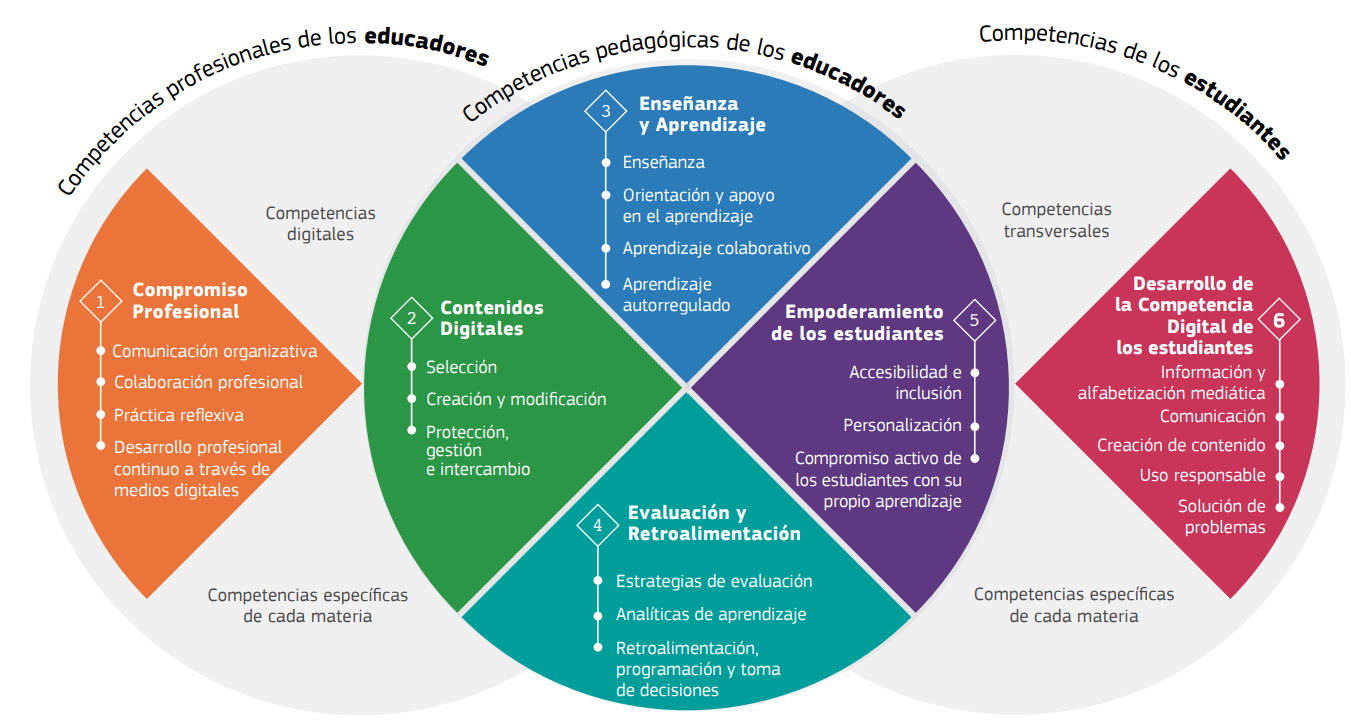 Competencias profesionales de los educadores
Competencias pedagógicas de los educadores
Competencias de los estudiantes
Competencias
digitales
1
Compromiso
Profesional
Comunicación organizativa
Colaboración profesional
Práctica reflexiva
Desarrollo profesional
continuo a través de
medios digitales
Competencias específicas
de cada materia
2
Contenidos
Digitales
Selección
Creación y modificación
Protección,
gestión
e intercambio
3
Enseñanza
y Aprendizaje
Enseñanza
Orientación y apoyo
en el aprendizaje
Aprendizaje colaborativo
Aprendizaje
autorregulado
4
Evaluación y
Retroalimentación
Estrategias de evaluación
Analíticas de aprendizaje
Retroalimentación,
programación y toma
de decisiones
Empoderamiento
de los estudiantes
5
Accesibilidad e
inclusión
Personalización
Compromiso activo de
los estudiantes con su
propio aprendizaje
Competencias
transversales
Desarrollo de
la Competencia
Digital de
los estudiantes
6
Información y
alfabetización mediática
Comunicación
Creación de contenido
Uso responsable
Solución de
problemas
Competencias específicas
de cada materia